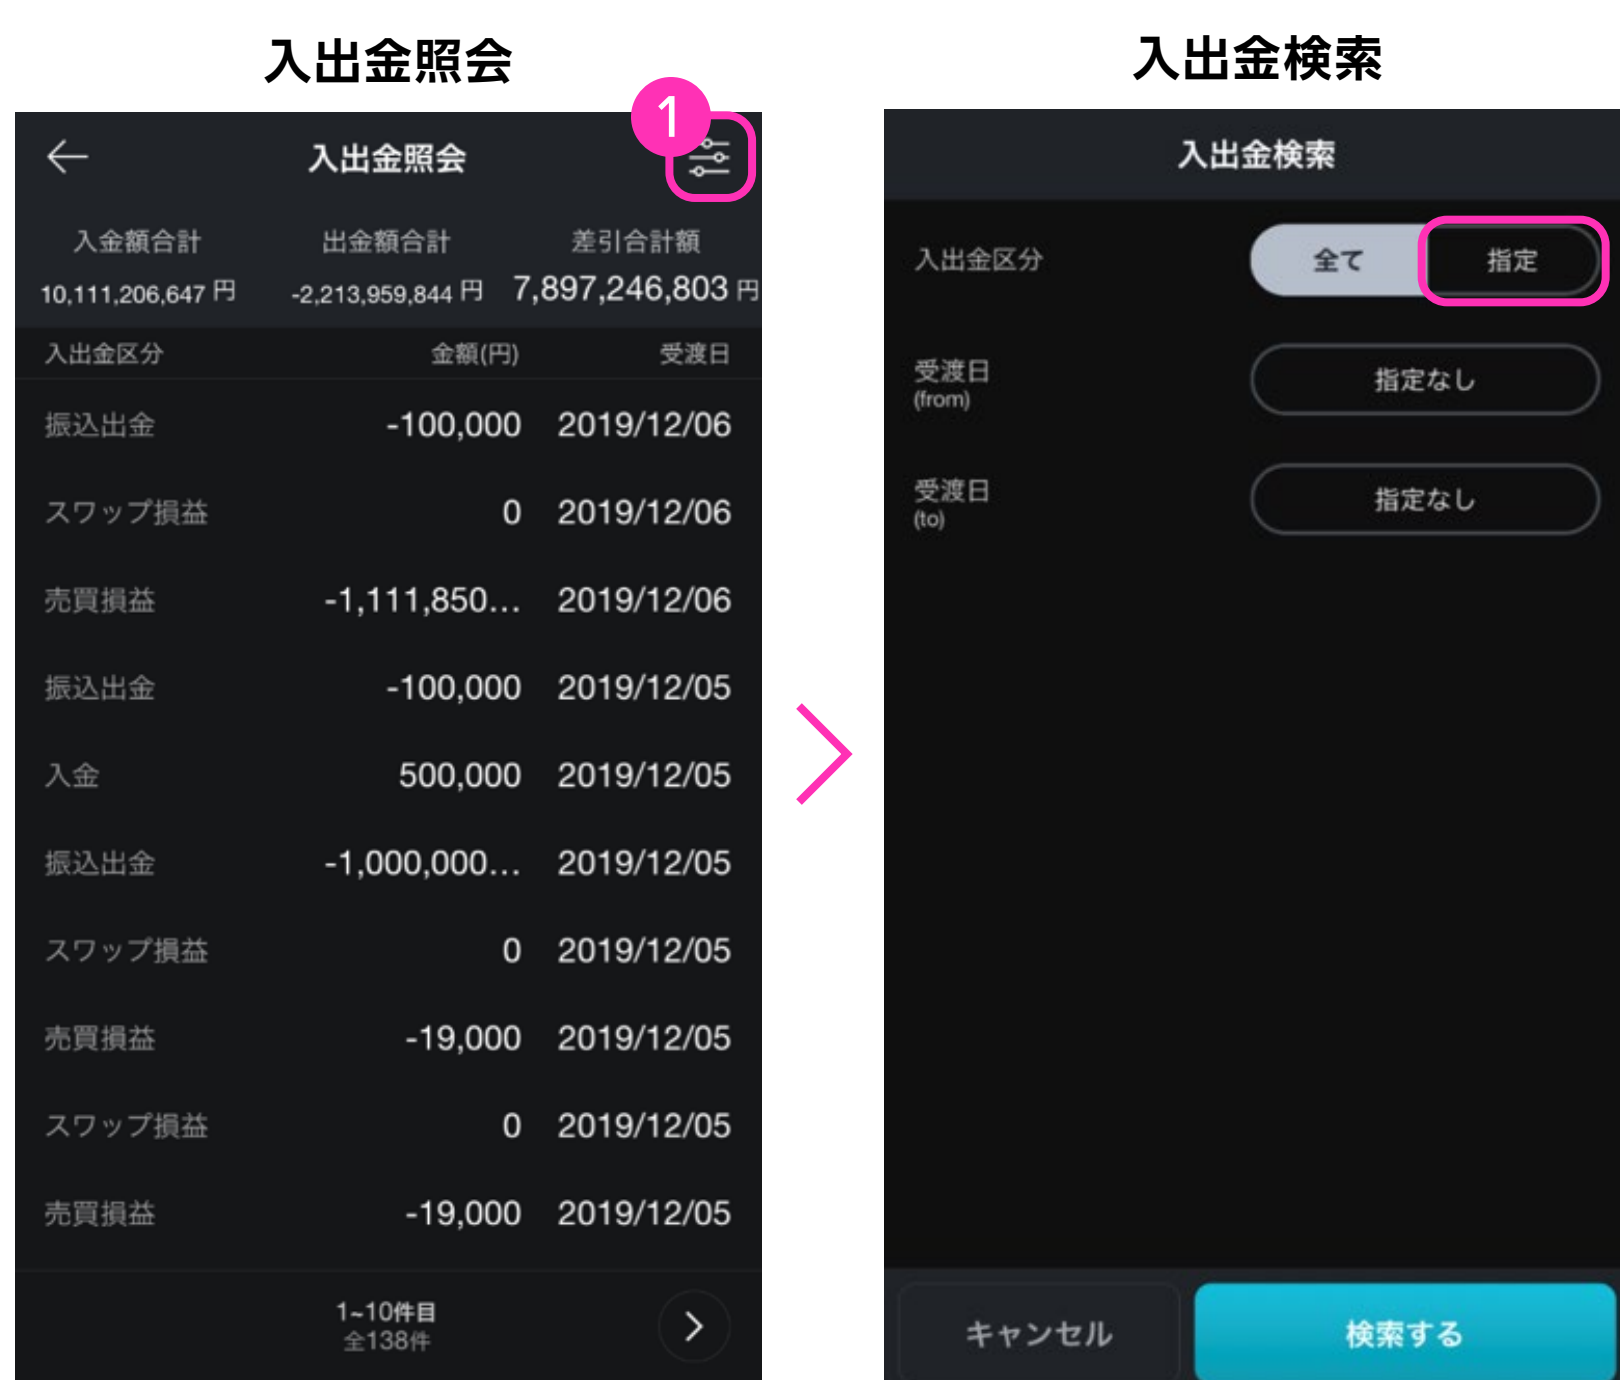 入出金照会
1
入出金照会
入金額合計 出金額合計 差引合計額
10,111,206,647 円 -2,213,959,844 円 7,897,246,803 円
入出金区分 金額(円) 受渡日
振込出金 -100,000 2019/12/06
スワップ損益 0 2019/12/06
売買損益 -1,111,850... 2019/12/06
振込出金 -100,000 2019/12/05
入金 500,000 2019/12/05
振込出金 -1,000,000... 2019/12/05
スワップ損益 0 2019/12/05
売買損益 -19,000 2019/12/05
スワップ損益 0 2019/12/05
売買損益 -19,000 2019/12/05
1~10件目
全138件
入出金検索
入出金検索
入出金区分 全て 指定
受渡日
(from)
指定なし
受渡日
(to)
指定なし
キャンセル 検索する